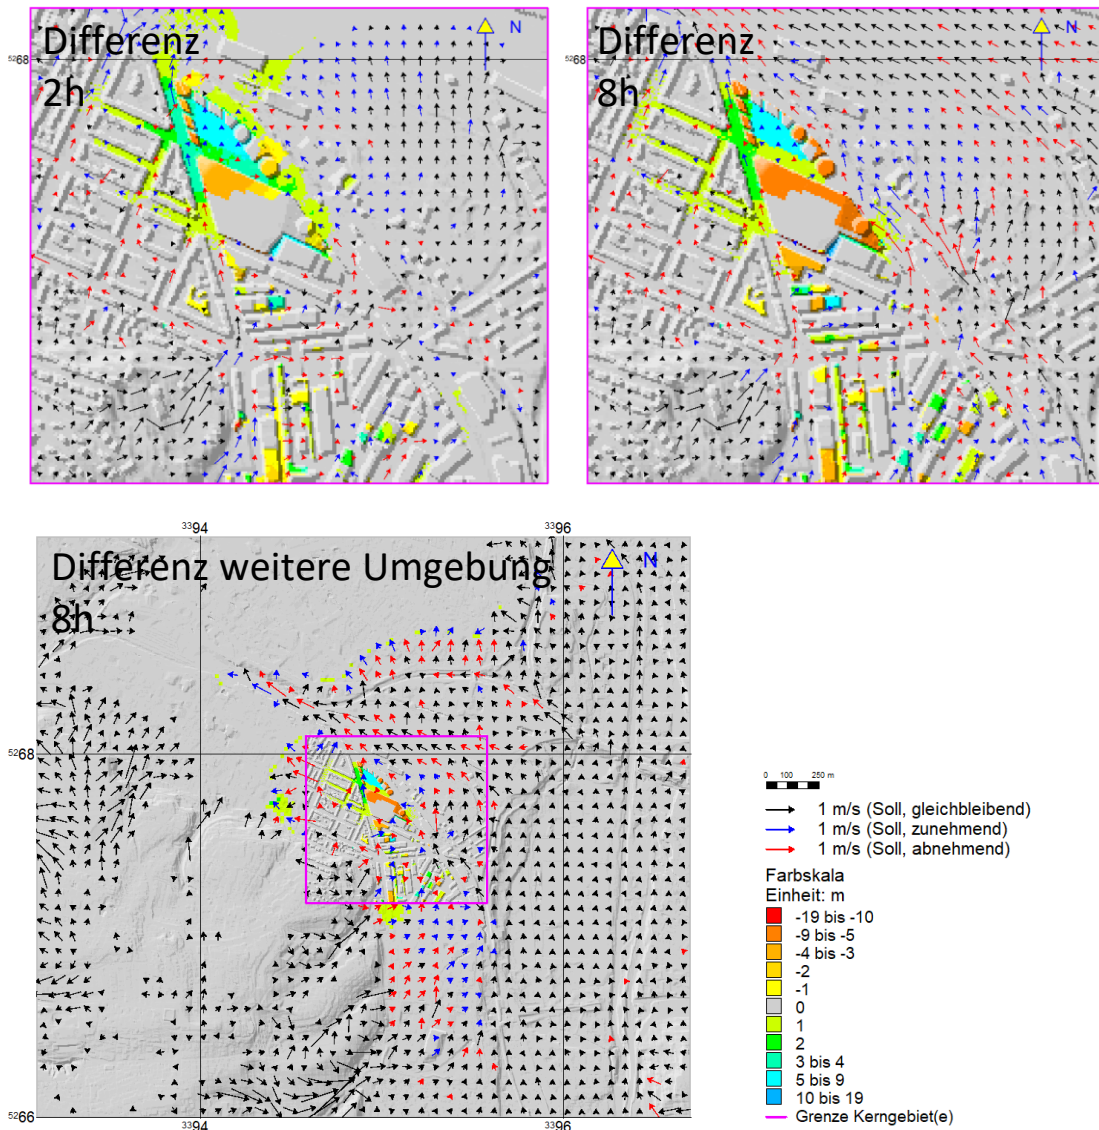 Differenz
2h
N
5268
Differenz
8h
N
5268
3394
3396
Differenz weitere Umgebung
8h
N
5268
5266
3394
3396
0 100 250 m
1 m/s (Soll, gleichbleibend)
1 m/s (Soll, zunehmend)
1 m/s (Soll, abnehmend)
Farbskala
Einheit: m
-19 bis -10
-9 bis -5
-4 bis -3
-2
-1
0
1
2
3 bis 4
5 bis 9
10 bis 19
Grenze Kerngebiet(e)